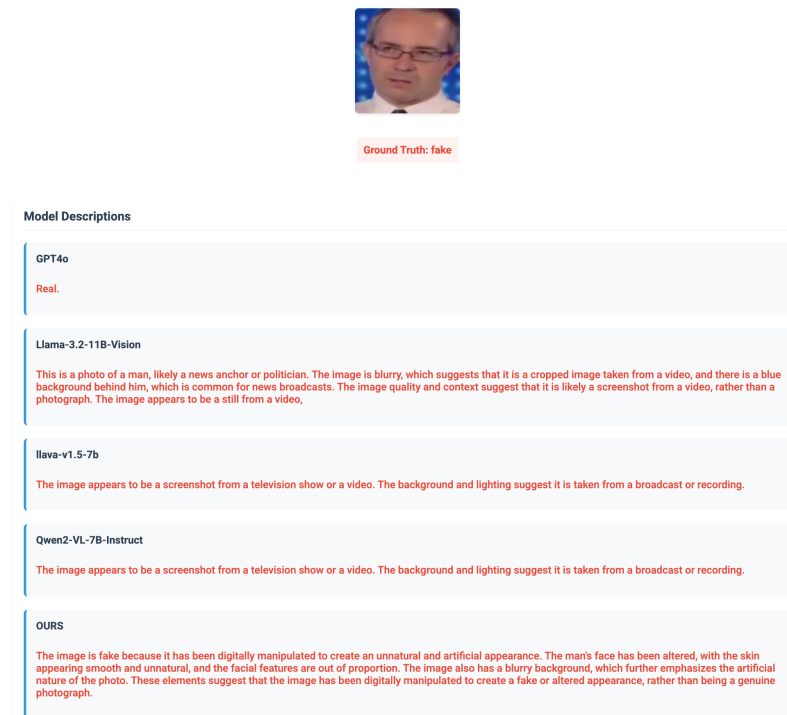 Ground Truth: fake
Model Descriptions
GPT4o
Real.
Llama-3.2-11B-Vision
This is a photo of a man, likely a news anchor or politician. The image is blurry, which suggests that it is a cropped image taken from a video, and there is a blue
background behind him, which is common for news broadcasts. The image quality and context suggest that it is likely a screenshot from a video, rather than a
photograph. The image appears to be a still from a video,
llava-v1.5-7b
The image appears to be a screenshot from a television show or a video. The background and lighting suggest it is taken from a broadcast or recording.
Qwen2-VL-7B-Instruct
The image appears to be a screenshot from a television show or a video. The background and lighting suggest it is taken from a broadcast or recording.
OURS
The image is fake because it has been digitally manipulated to create an unnatural and artificial appearance. The man's face has been altered, with the skin
appearing smooth and unnatural, and the facial features are out of proportion. The image also has a blurry background, which further emphasizes the artificial
nature of the photo. These elements suggest that the image has been digitally manipulated to create a fake or altered appearance, rather than being a genuine
photograph.